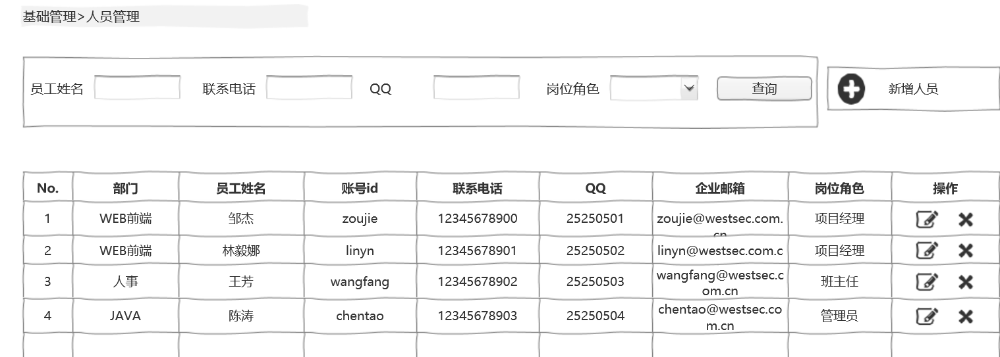 基础管理>人员管理
员工姓名 联系电话 QQ 岗位角色 查询 新增人员
No. 部门 员工姓名 账号id 联系电话 QQ 企业邮箱 岗位角色 操作
1 WEB前端 邹杰 zoujie 12345678900 25250501 zoujie@westsec.com. 项目经理
cn
2 WEB前端 林毅娜 linyn 12345678901 25250502 linyn@westsec.com.c 项目经理
3 人事 王芳 wangfang 12345678902 25250503 wangfang@westsec.c 班主任
om.cn
4 JAVA 陈涛 chentao 12345678903 25250504 chentao@westsec.co 管理员
m.cn